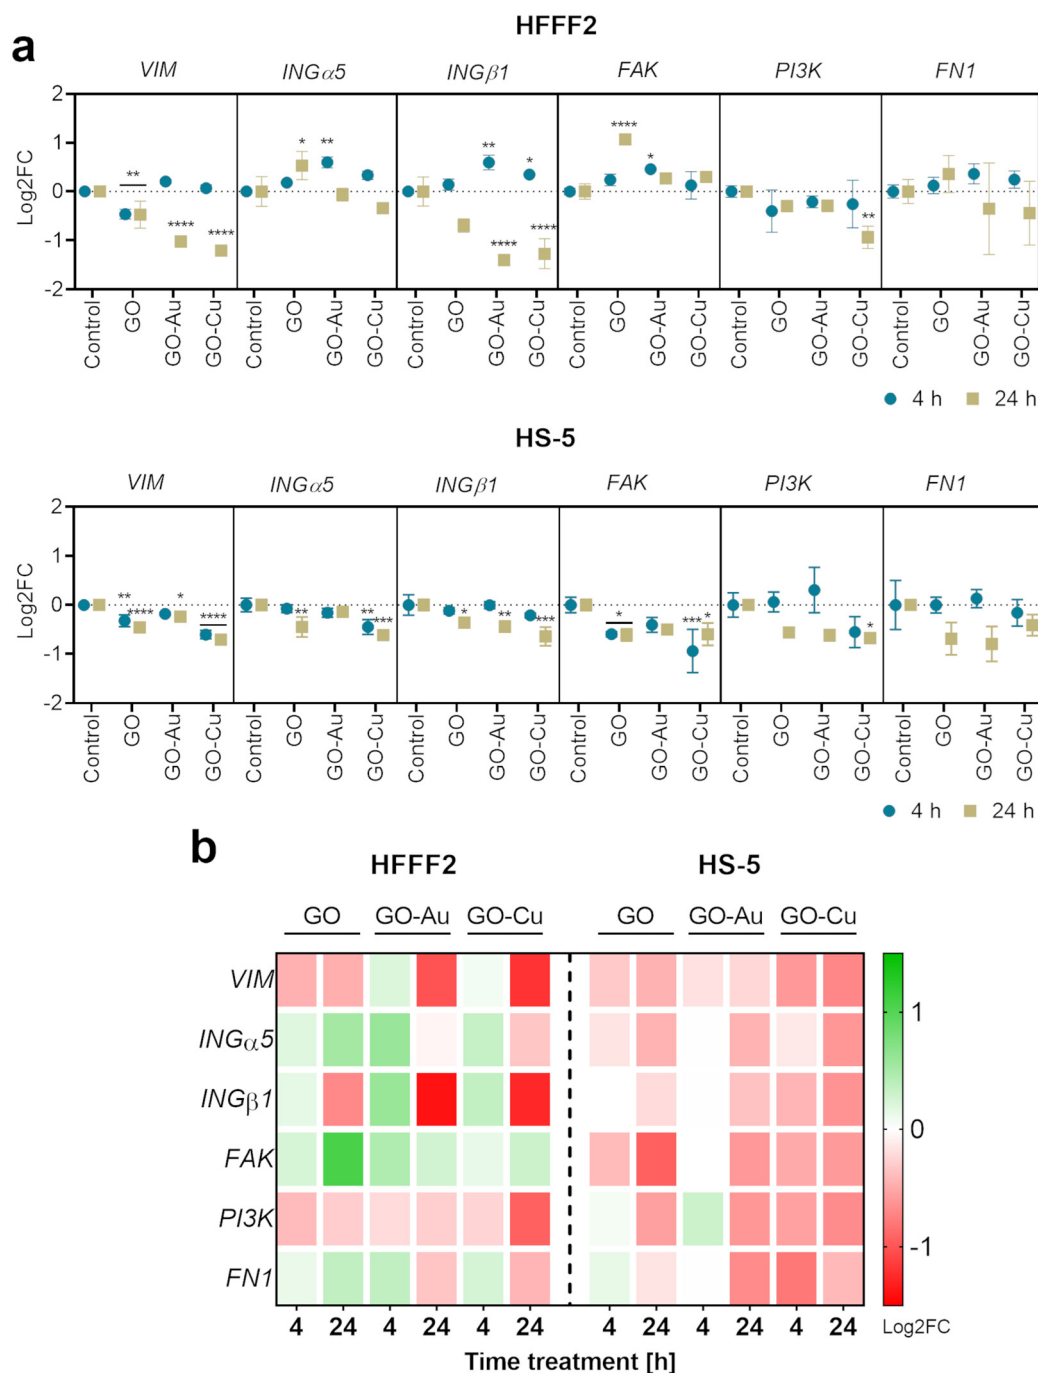 a
HFFF2
VIM INGα5 INGβ1 FAK PI3K FN1
2
1
0
-1
-2
Log2FC
** **** **** * ** ** **** * **** **** * **
Control GO GO-Au GO-Cu Control GO GO-Au GO-Cu Control GO GO-Au GO-Cu Control GO GO-Au GO-Cu Control GO GO-Au GO-Cu Control GO GO-Au GO-Cu
4 h 24 h
HS-5
VIM INGα5 INGβ1 FAK PI3K FN1
2
1
0
-1
-2
Log2FC
** **** * **** ** ** *** * ** *** * *** * *
Control GO GO-Au GO-Cu Control GO GO-Au GO-Cu Control GO GO-Au GO-Cu Control GO GO-Au GO-Cu Control GO GO-Au GO-Cu Control GO GO-Au GO-Cu
4 h 24 h
b
HFFF2 HS-5
GO GO-Au GO-Cu GO GO-Au GO-Cu
VIM
INGα5
INGβ1
FAK
PI3K
FN1
1
0
-1
Log2FC
4 24 4 24 4 24 4 24 4 24 4 24
Time treatment [h]